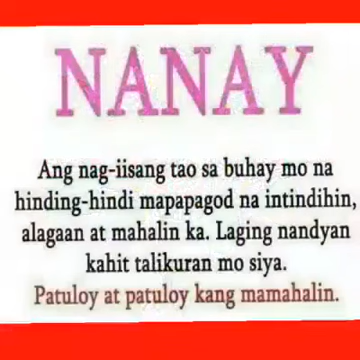 NANAY
Ang nag-iisang tao sa buhay mo na
hinding-hindi mapapagod na intindihin,
alagaan at mahalin ka. Laging nandyan
kahit talikuran mo siya.
Patuloy at patuloy kang mamahalin.